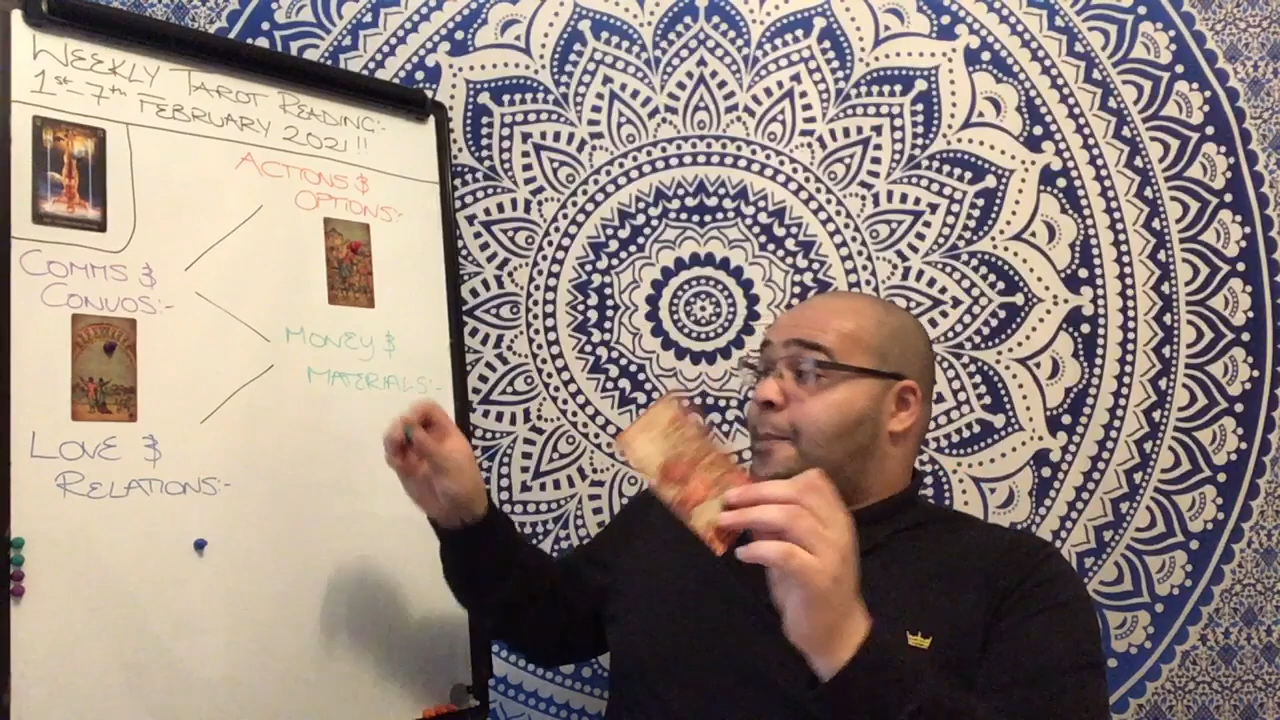 WEEKLY TAROT READING:-
1st-7th FEBRUARY 2021!!
ACTIONS &
OPTIONS:-
COMMS &
CONVOS:-
MONEY &
MATERIALS:-
LOVE &
RELATIONS:-